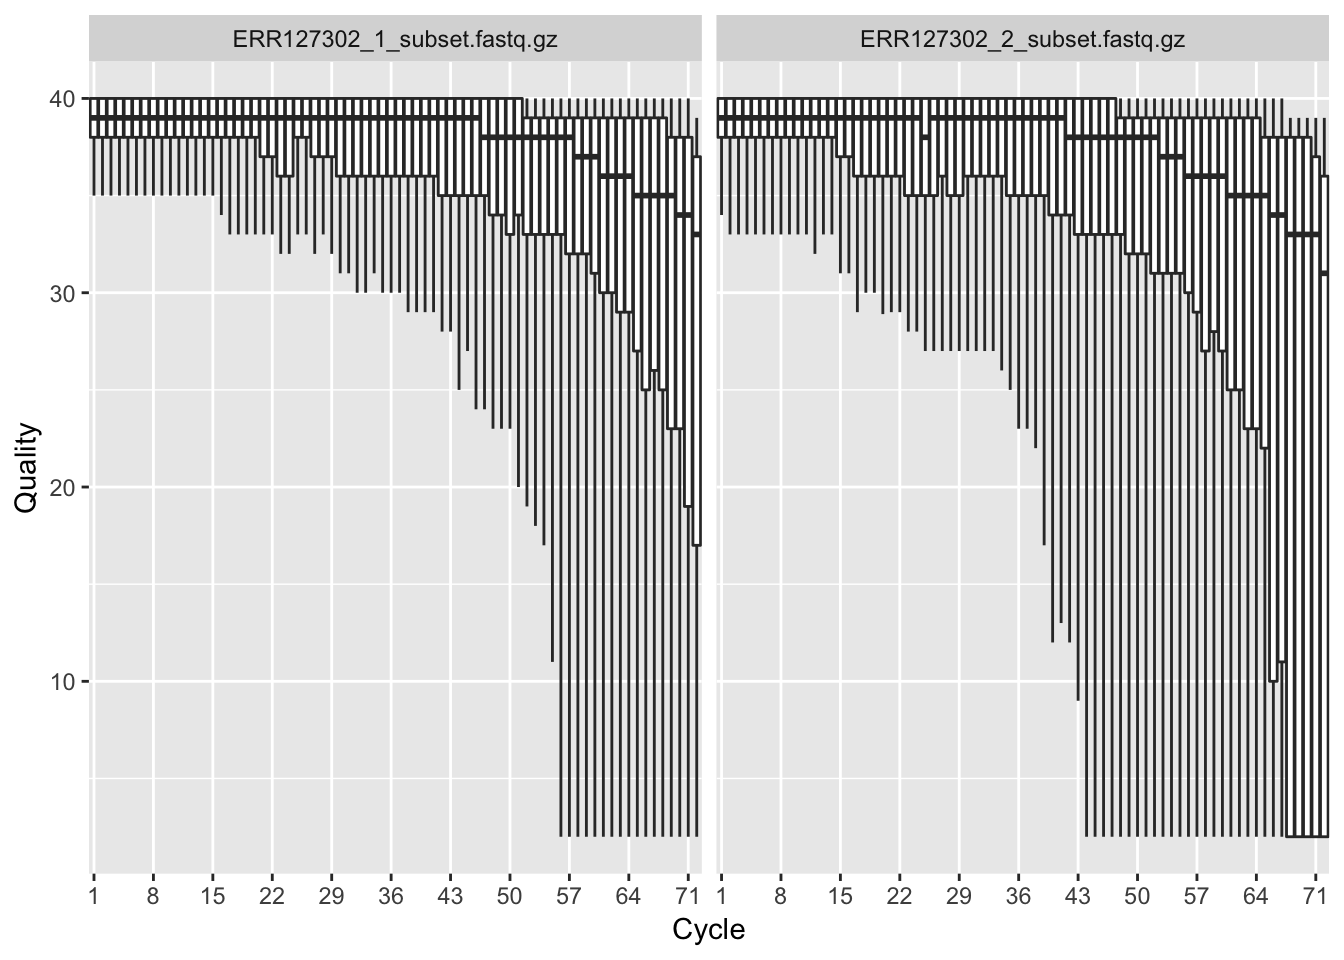 ERR127302_1_subset.fastq.gz
ERR127302_2_subset.fastq.gz
40
30
20
10
Quality
1 8 15 22 29 36 43 50 57 64 71
1 8 15 22 29 36 43 50 57 64 71
Cycle